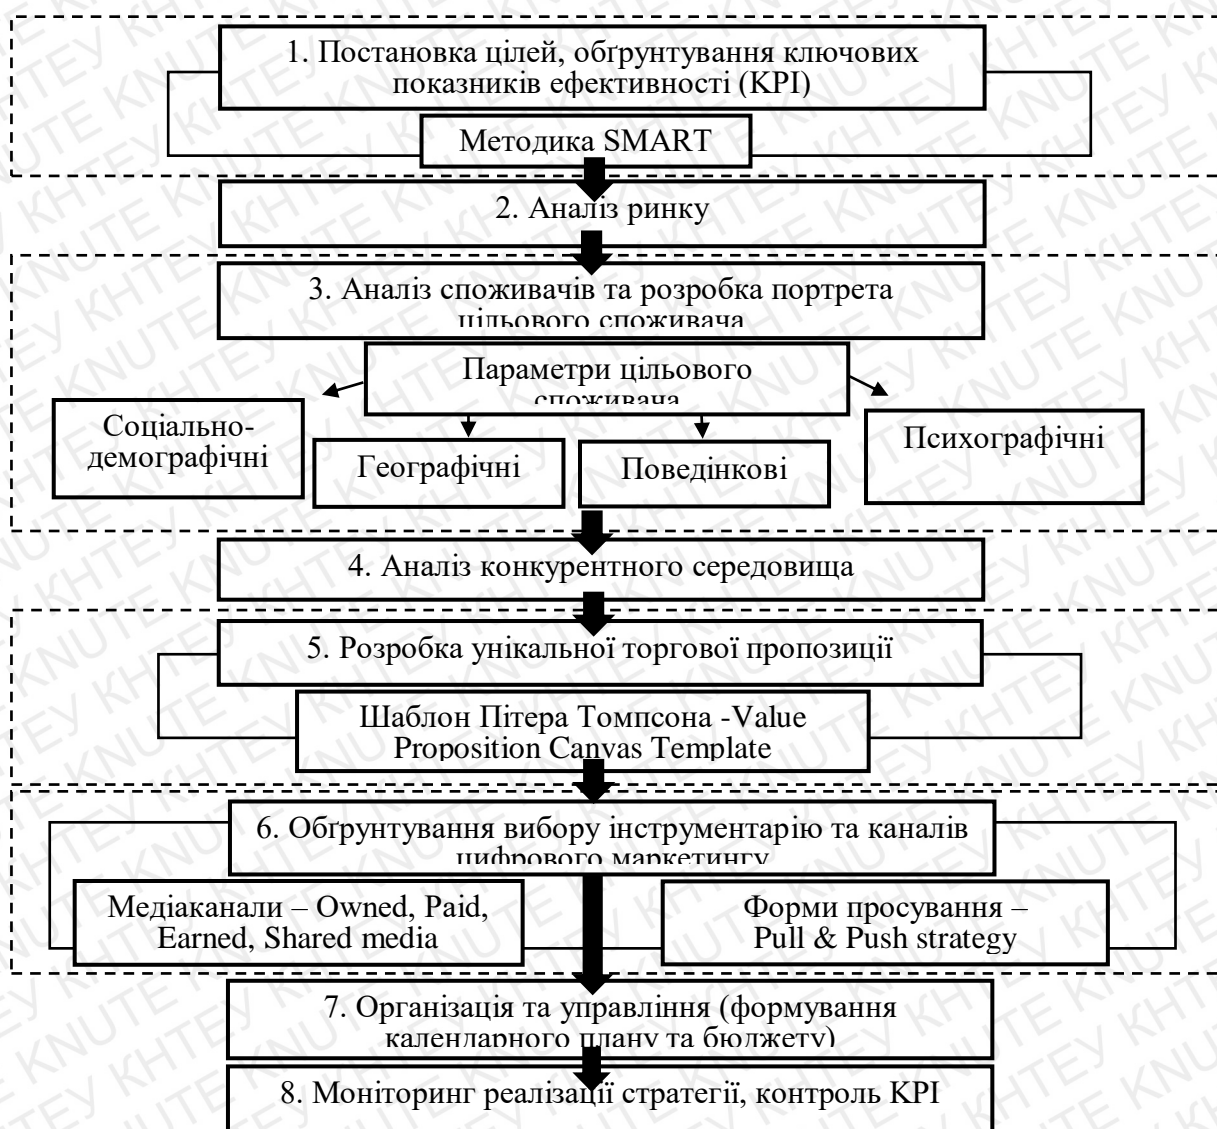 1. Постановка цілей, обґрунтування ключових
показників ефективності (KPI)
Методика SMART
2. Аналіз ринку
3. Аналіз споживачів та розробка портрета
цільового споживача
Параметри цільового
споживача
Соціально-
демографічні
Географічні
Поведінкові
Психографічні
4. Аналіз конкурентного середовища
5. Розробка унікальної торгової пропозиції
Шаблон Пітера Томпсона -Value
Proposition Canvas Template
6. Обґрунтування вибору інструментарію та каналів
цифрового маркетингу
Медіаканали – Owned, Paid,
Earned, Shared media
Форми просування –
Pull & Push strategy
7. Організація та управління (формування
календарного плану та бюджету)
8. Моніторинг реалізації стратегії, контроль KPI